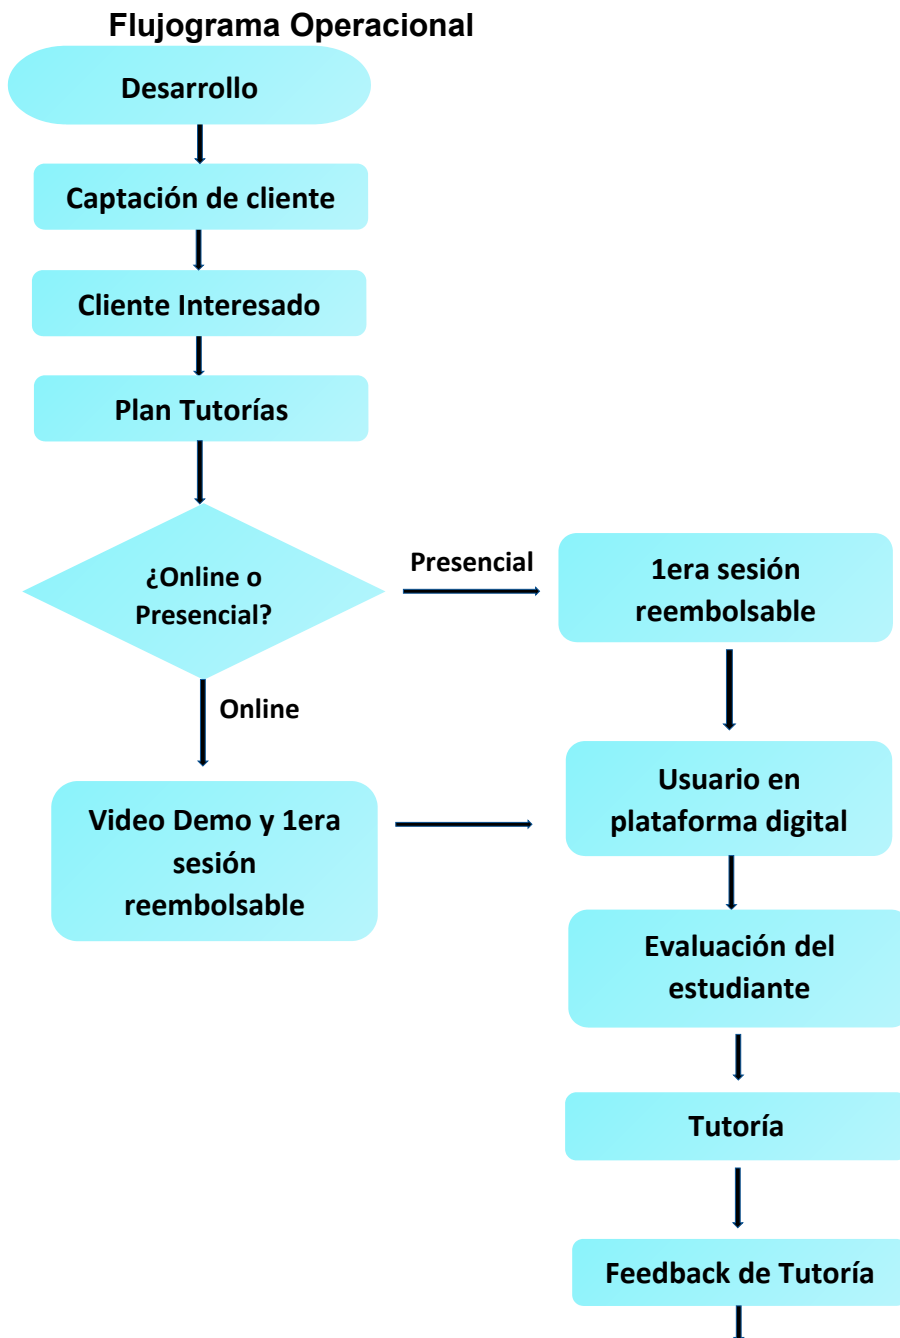 Flujograma Operacional
Desarrollo
Captación de cliente
Cliente Interesado
Plan Tutorías
¿Online o
Presencial?
Presencial
1era sesión
reembolsable
Online
Video Demo y 1era
sesión
reembolsable
Usuario en
plataforma digital
Evaluación del
estudiante
Tutoría
Feedback de Tutoría